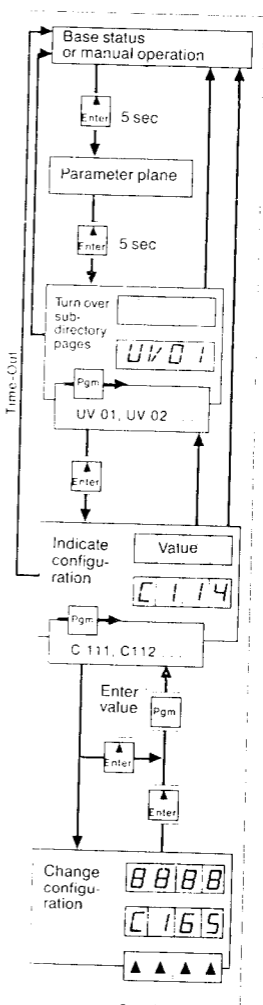 Base status
or manual operation
Enter
5 sec
Parameter plane
Enter
5 sec
Turn over
sub-
directory
pages
UV01
Pgm
UV 01, UV 02 ...
Time-Out
Enter
Indicate
configu-
ration
Value
C114
Pgm
C 111, C112 ...
Enter
value
Pgm
Enter
Enter
Change
configu-
ration
8888
C165